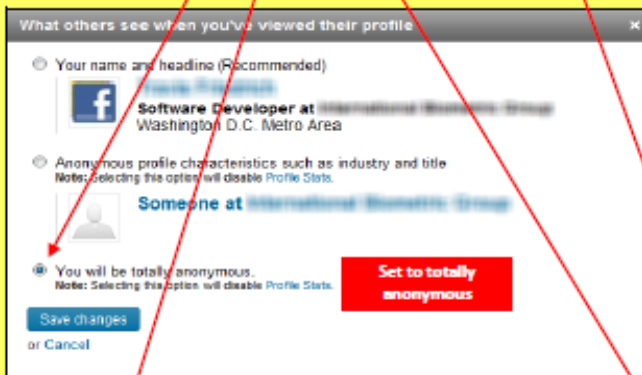 What others see when you've viewed their profile ×
Your name and headline (Recommended)
f
Software Developer at
Washington D.C. Metro Area
Anonymous profile characteristics such as industry and title
Note: Selecting this option will disable Profile Stats.
Someone at
You will be totally anonymous.
Note: Selecting this option will disable Profile Stats.
Set to totally
anonymous
Save changes
or Cancel